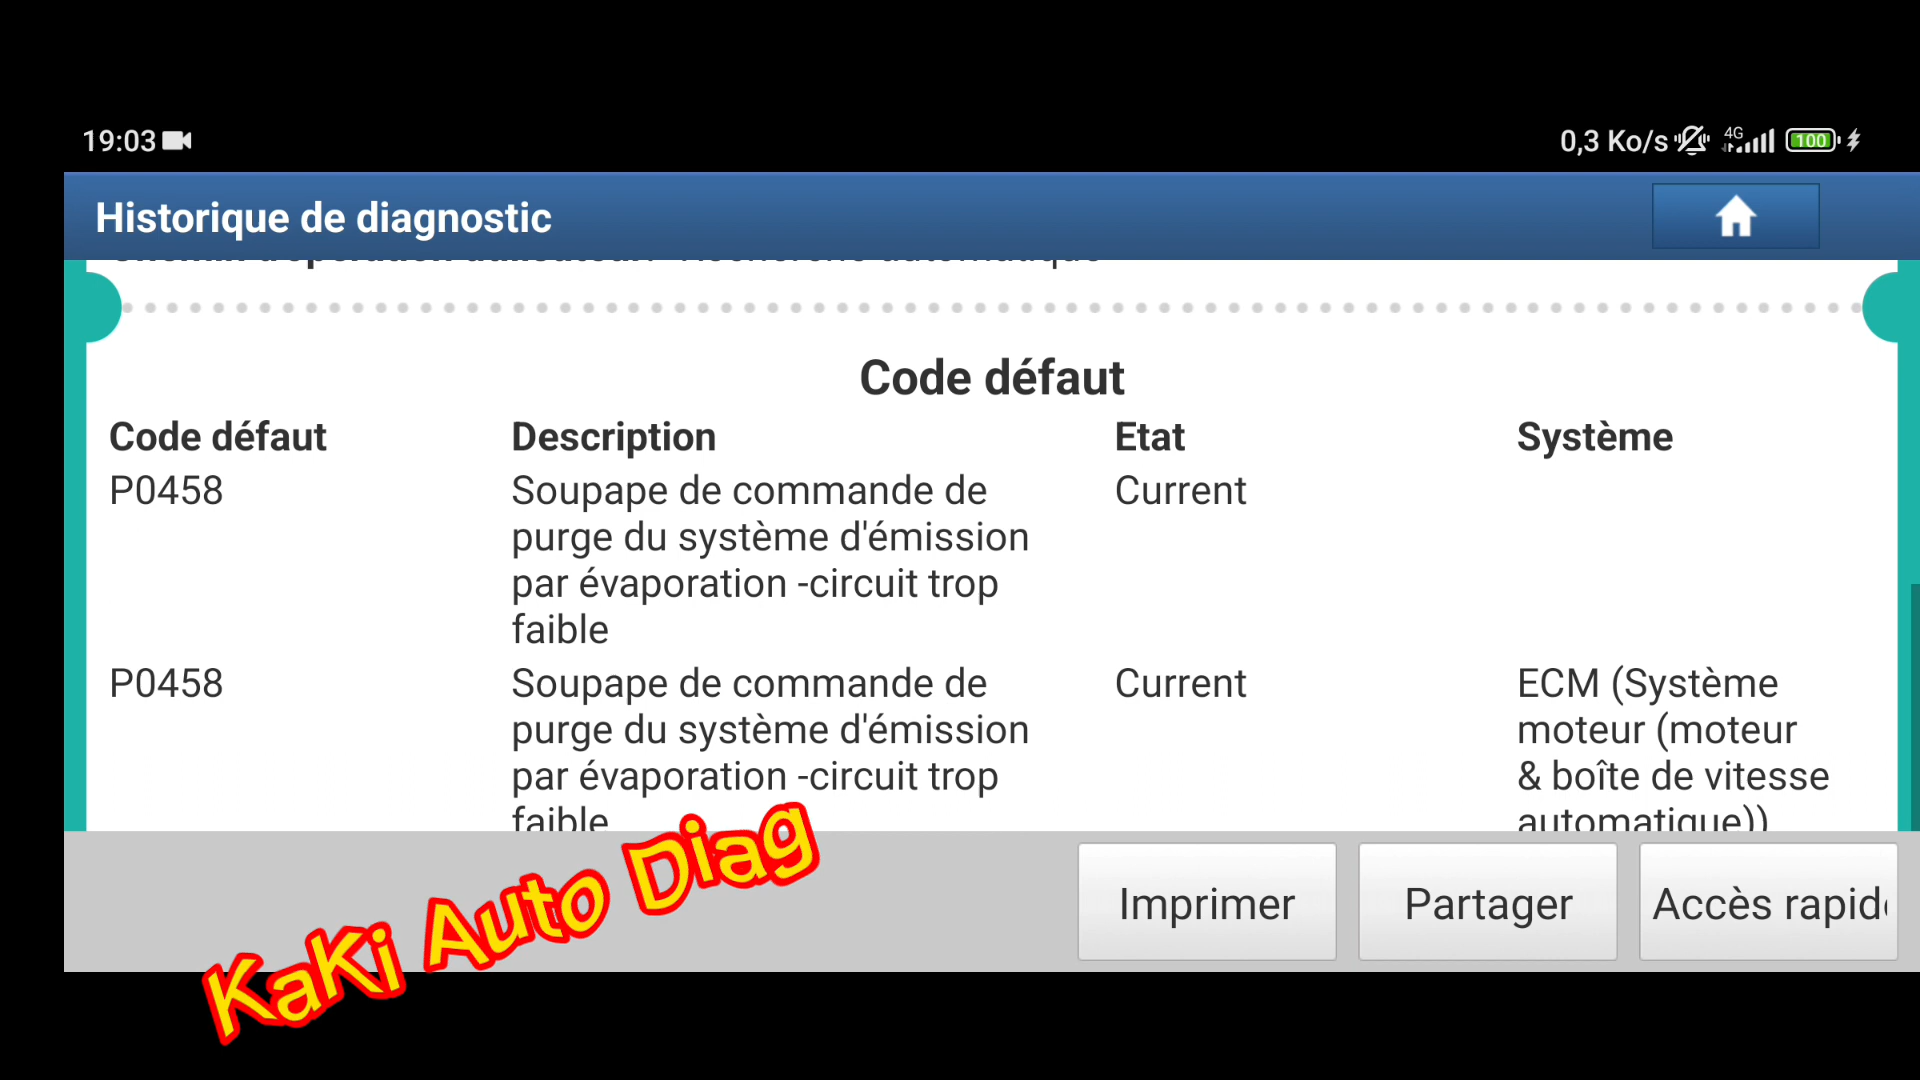 19:03
0,3 Ko/s 4G 100
Historique de diagnostic
Code défaut
Code défaut Description Etat Système
P0458 Soupape de commande de Current
purge du système d'émission
par évaporation -circuit trop
faible
P0458 Soupape de commande de Current ECM (Système
purge du système d'émission moteur (moteur
par évaporation -circuit trop & boîte de vitesse
faible automatique))
Imprimer Partager Accès rapid
KaKi Auto Diag